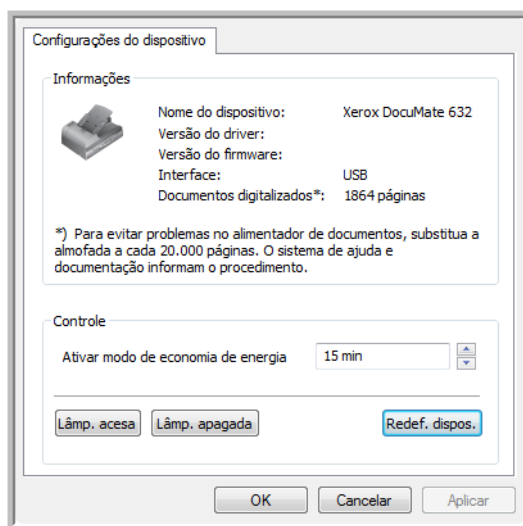 Configurações do dispositivo
Informações
Nome do dispositivo: Xerox DocuMate 632
Versão do driver:
Versão do firmware:
Interface: USB
Documentos digitalizados*: 1864 páginas
*) Para evitar problemas no alimentador de documentos, substitua a
almofada a cada 20.000 páginas. O sistema de ajuda e
documentação informam o procedimento.
Controle
Ativar modo de economia de energia 15 min
Lâmp. acesa Lâmp. apagada Redef. dispos.
OK Cancelar Aplicar